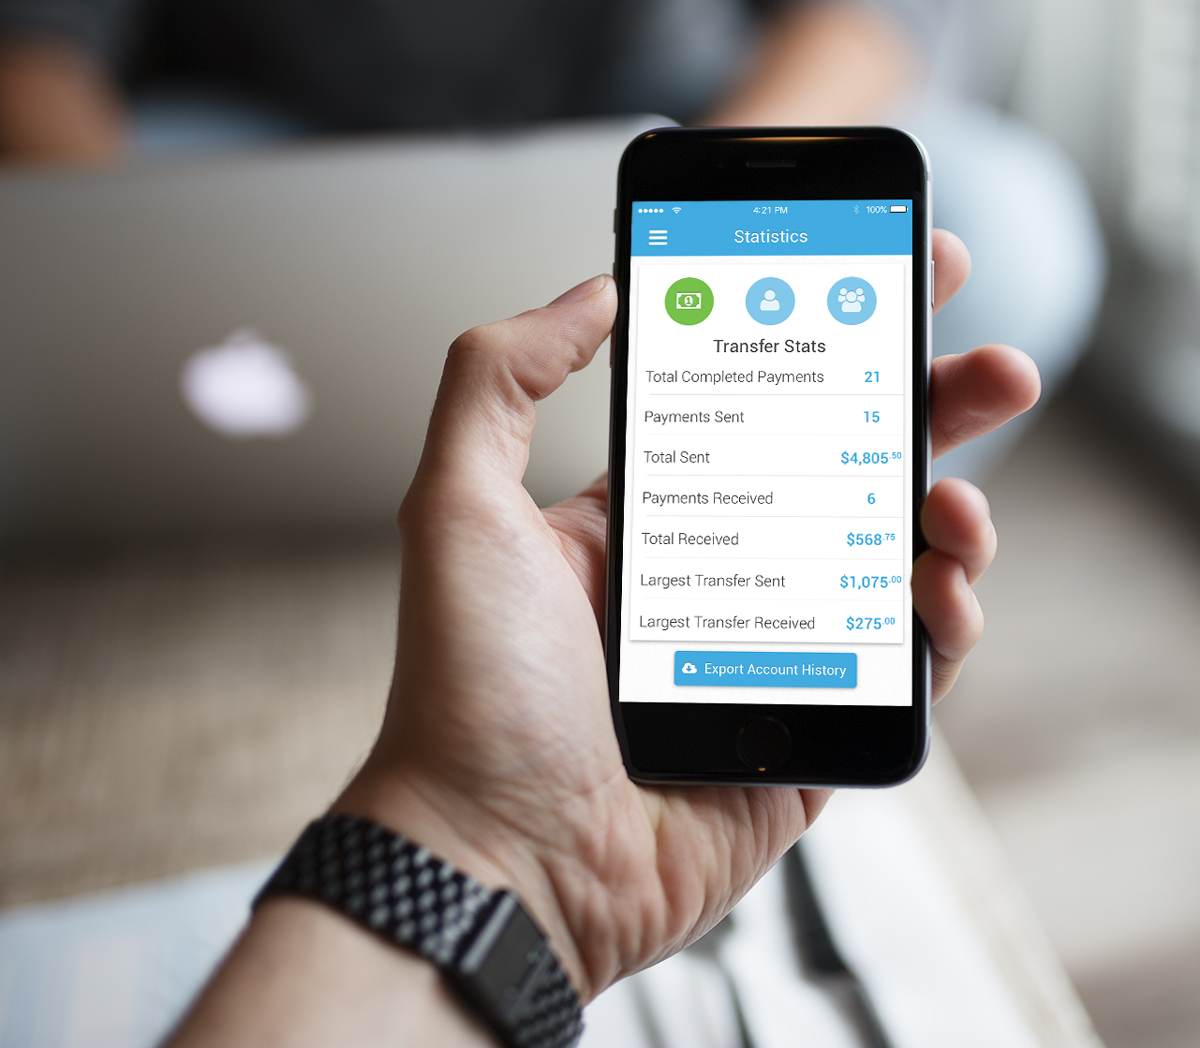 4:21 PM 100%
Statistics
Transfer Stats
Total Completed Payments 21
Payments Sent 15
Total Sent $4,805.50
Payments Received 6
Total Received $568.75
Largest Transfer Sent $1,075.00
Largest Transfer Received $275.00
Export Account History